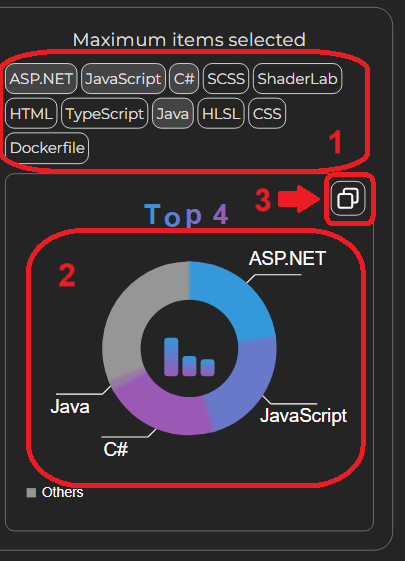 Maximum items selected
ASP.NET JavaScript C# SCSS ShaderLab
HTML TypeScript Java HLSL CSS
Dockerfile
1
3
Top 4
2
ASP.NET
Java
JavaScript
C#
Others